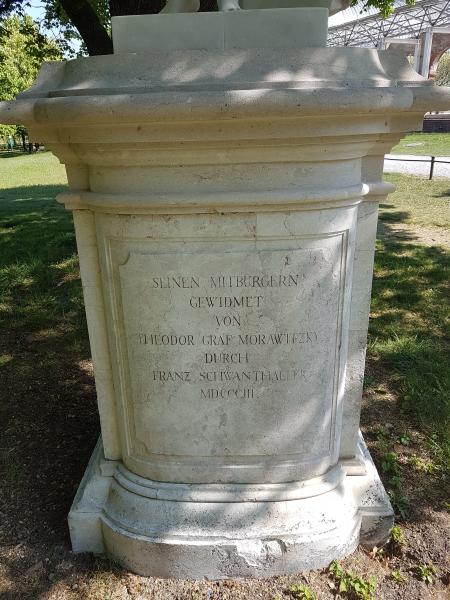 SEINEN MITBÜRGERN
GEWIDMET
VON
THEODOR GRAF MORAWITZKY
DURCH
FRANZ SCHWANTHALER
MDCCCIII